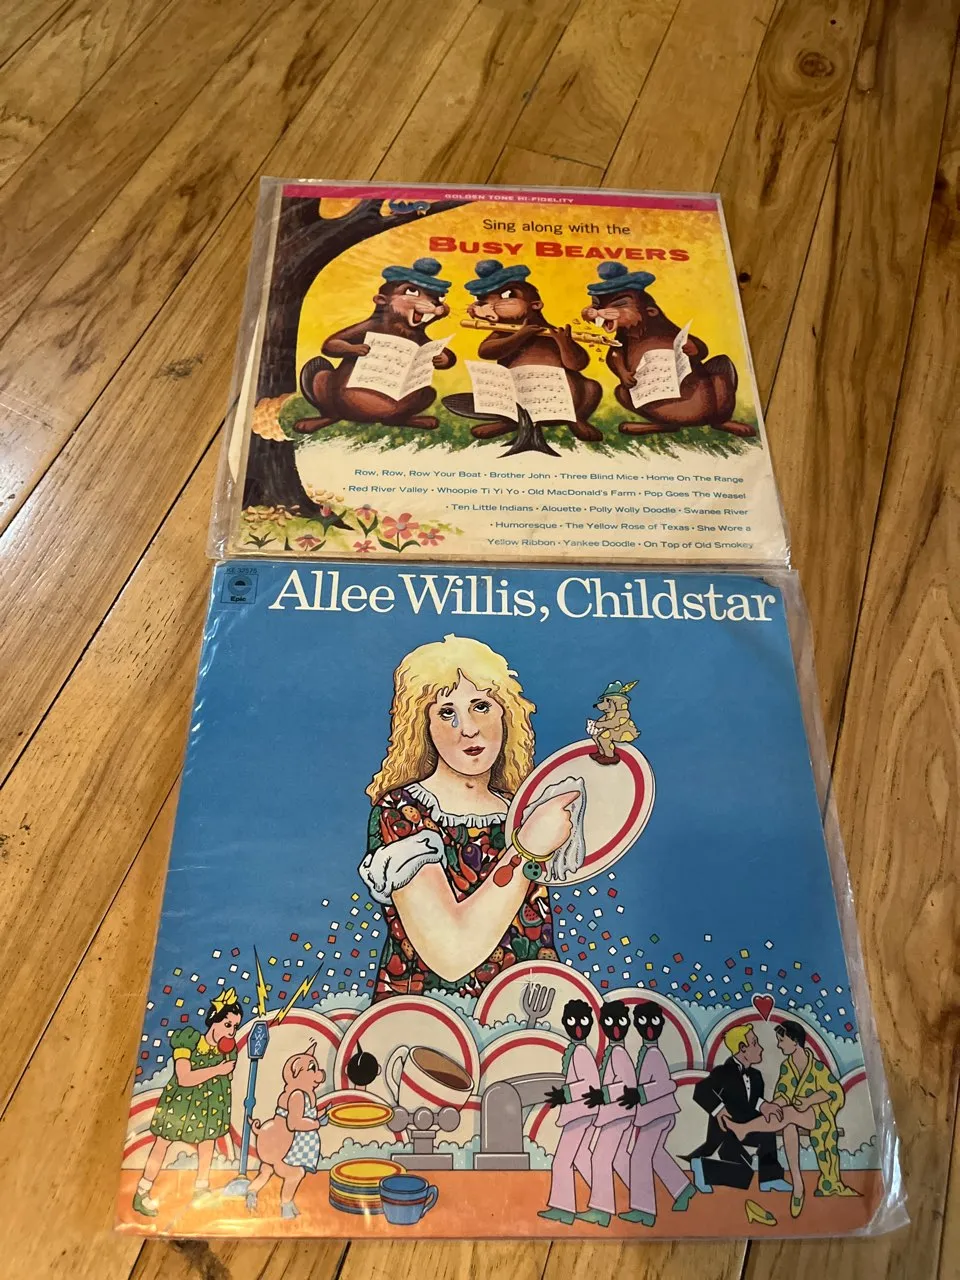 GOLDEN TONE HI-FIDELITY
Sing along with the
BUSY BEAVERS
Row, Row, Row Your Boat • Brother John • Three Blind Mice • Home On The Range
• Red River Valley • Whoopie Ti Yi Yo • Old MacDonald's Farm • Pop Goes The Weasel
• Ten Little Indians • Alouette • Polly Wolly Doodle • Swanee River
• Humoresque • The Yellow Rose of Texas • She Wore a
Yellow Ribbon • Yankee Doodle • On Top of Old Smokey
Epic
Allee Willis, Childstar
SWAK